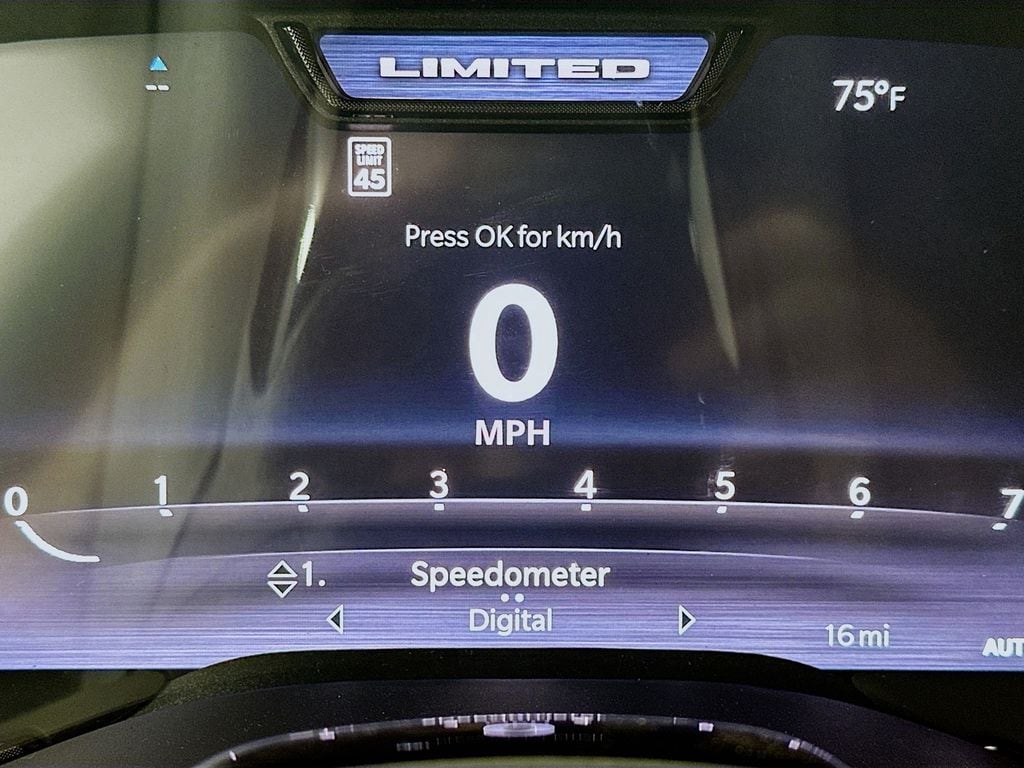 LIMITED
75°F
SPEED
LIMIT
45
Press OK for km/h
0
MPH
0 1 2 3 4 5 6 7
1. Speedometer
Digital
16 mi
AUT